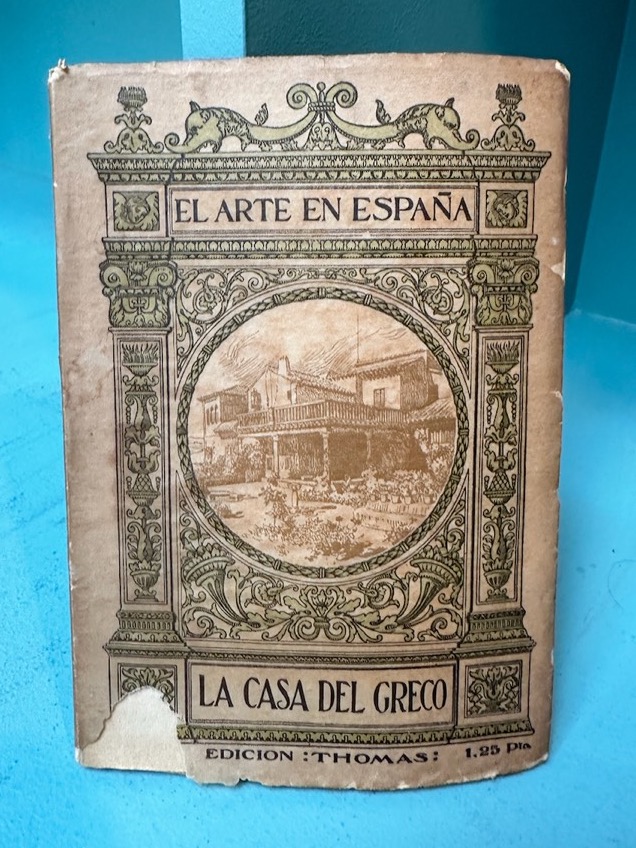 EL ARTE EN ESPAÑA
LA CASA DEL GRECO
EDICION :THOMAS: 1,25 Pta